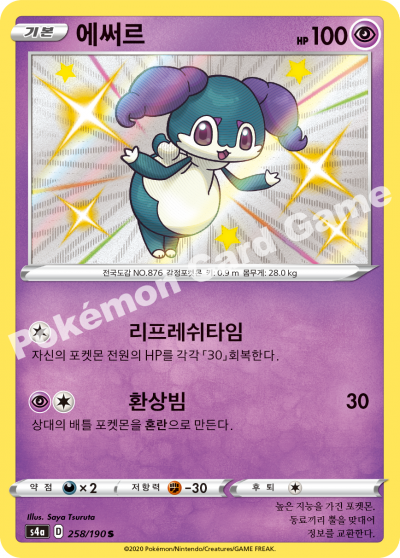 기본 에써르 HP 100
전국도감 NO.876 감정포켓몬 키: 0.9 m 몸무게: 28.0 kg
Pokémon Card Game
리프레쉬타임
자신의 포켓몬 전원의 HP를 각각 「30」회복한다.
환상빔 30
상대의 배틀 포켓몬을 혼란으로 만든다.
약점 ×2 저항력 -30 후퇴
Illus. Saya Tsuruta
s4a D 258/190 S
높은 지능을 가진 포켓몬.
동료끼리 뿔을 맞대어
정보를 교환한다.
©2020 Pokémon/Nintendo/Creatures/GAME FREAK.